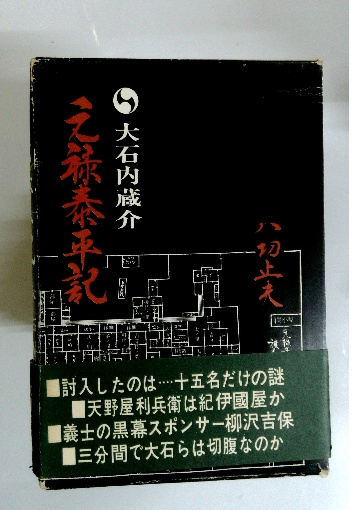 元禄泰平記
大石内蔵介
八切止夫
■討入したのは…十五名だけの謎
■天野屋利兵衛は紀伊國屋か
■義士の黒幕スポンサー柳沢吉保
■三分間で大石らは切腹なのか